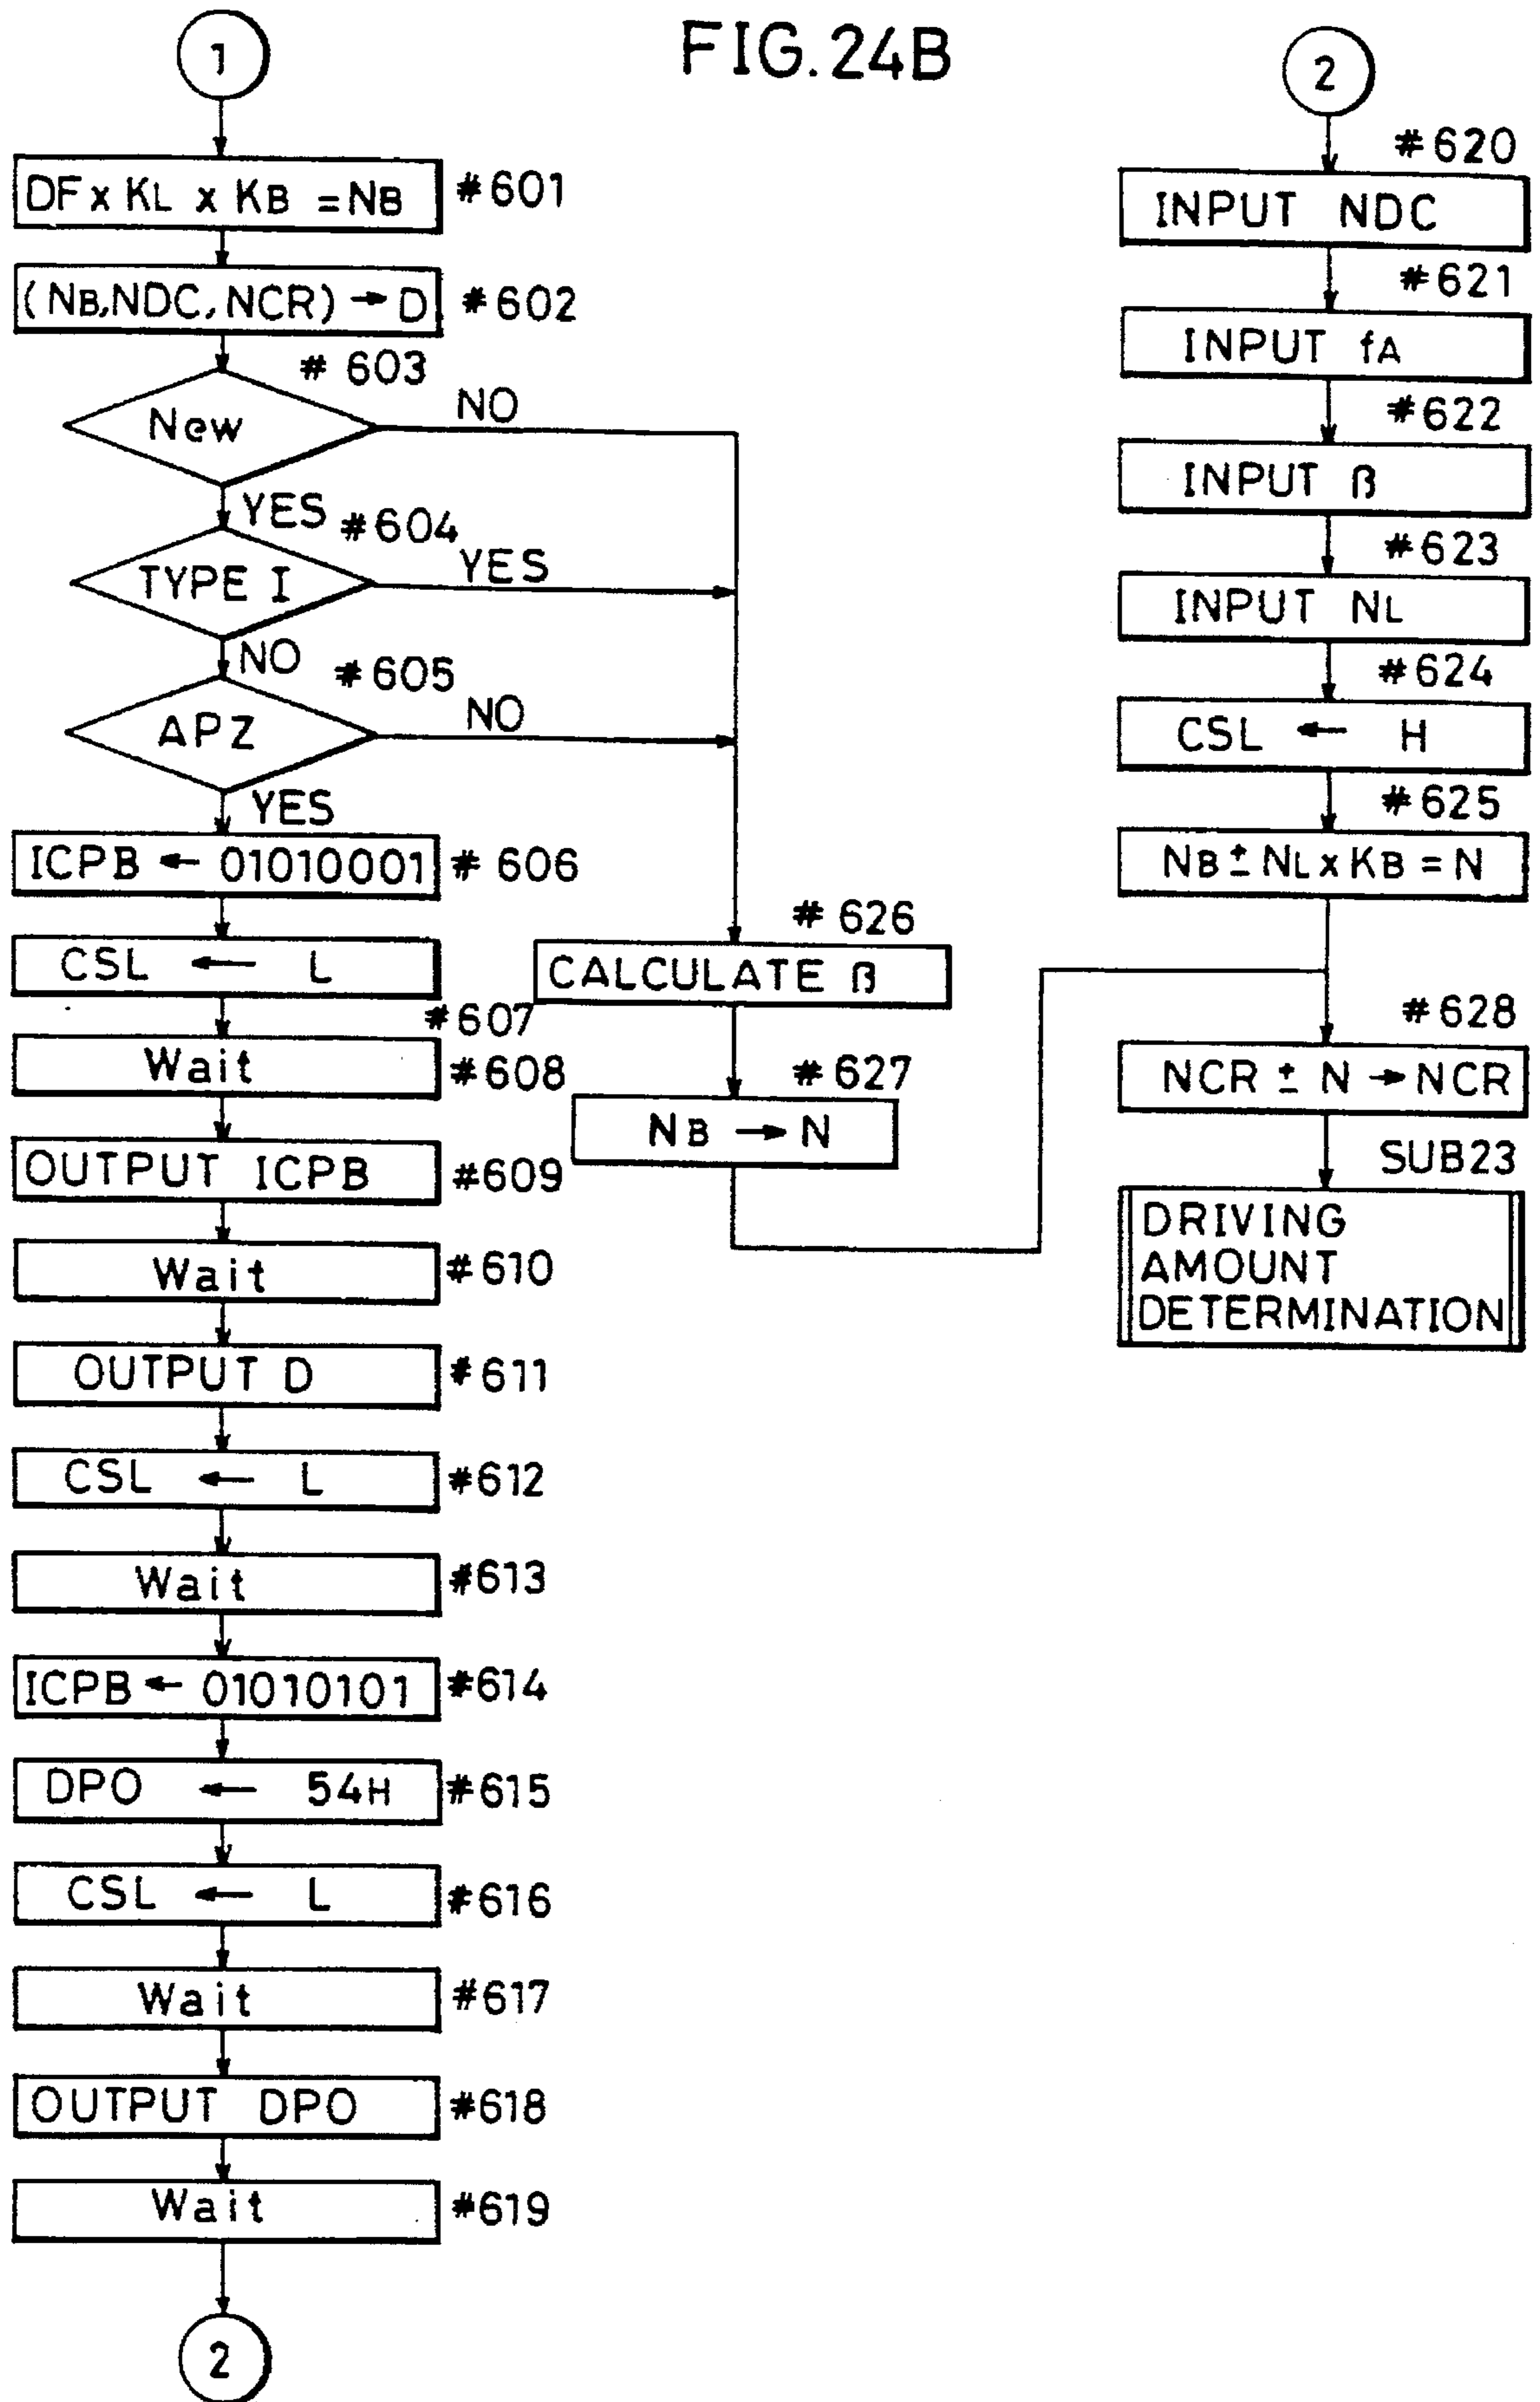 FIG.24B
1
DF x KL x KB = NB #601
(NB,NDC,NCR) → D #602
#603
New
NO
YES
#604
TYPE I
YES
NO
#605
APZ
NO
YES
ICPB ← 01010001 #606
CSL ← L
#607
Wait #608
OUTPUT ICPB #609
Wait #610
OUTPUT D #611
CSL ← L #612
Wait #613
ICPB ← 01010101 #614
DPO ← 54H #615
CSL ← L #616
Wait #617
OUTPUT DPO #618
Wait #619
2
#626
CALCULATE β
#627
NB → N
2
#620
INPUT NDC
#621
INPUT fA
#622
INPUT β
#623
INPUT NL
#624
CSL ← H
#625
NB ± NL x KB = N
#628
NCR ± N → NCR
SUB23
DRIVING
AMOUNT
DETERMINATION